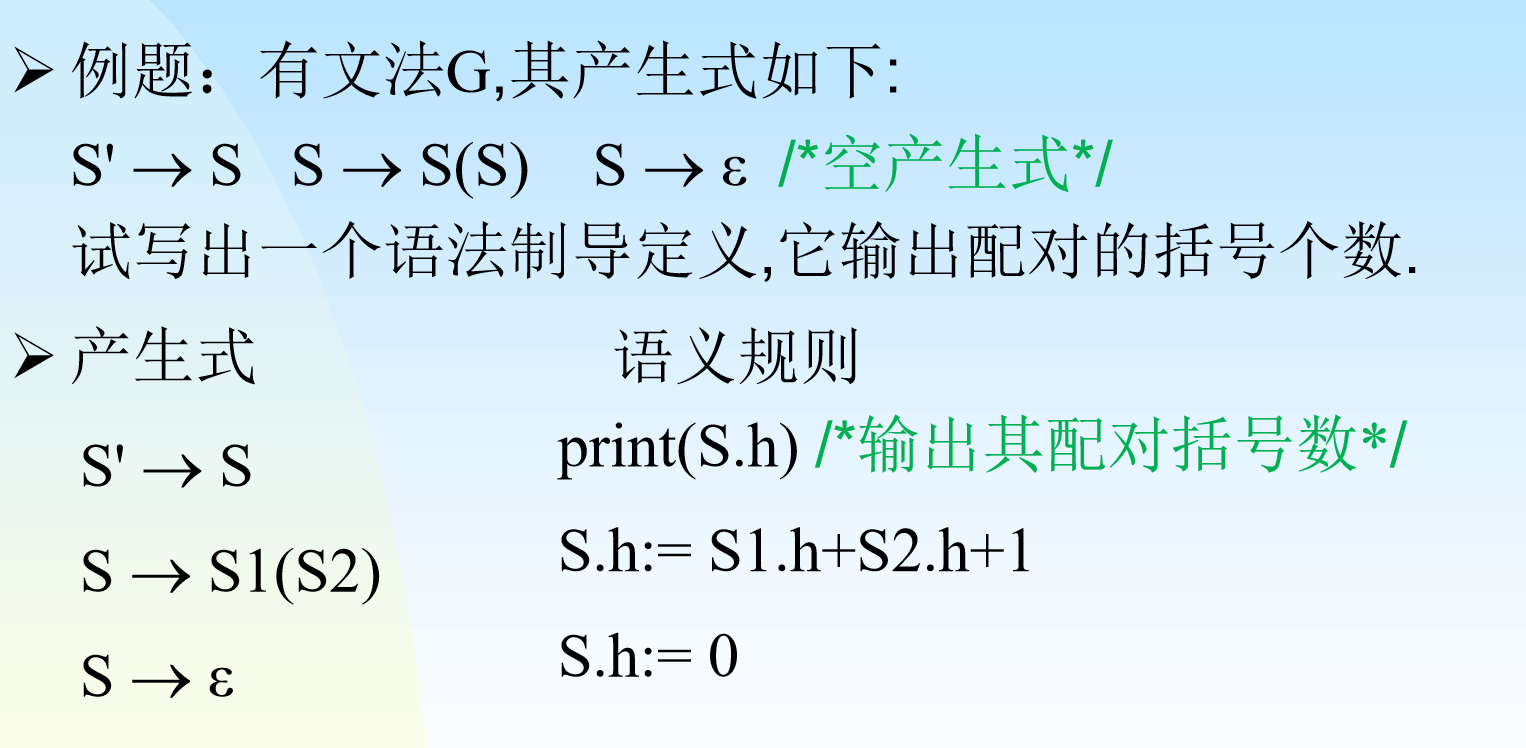 ➢ 例题：有文法G,其产生式如下:
S' → S   S → S(S)   S → ε /*空产生式*/
试写出一个语法制导定义,它输出配对的括号个数.
➢ 产生式   语义规则
S' → S   print(S.h) /*输出其配对括号数*/
S → S1(S2)   S.h:= S1.h+S2.h+1
S → ε   S.h:= 0